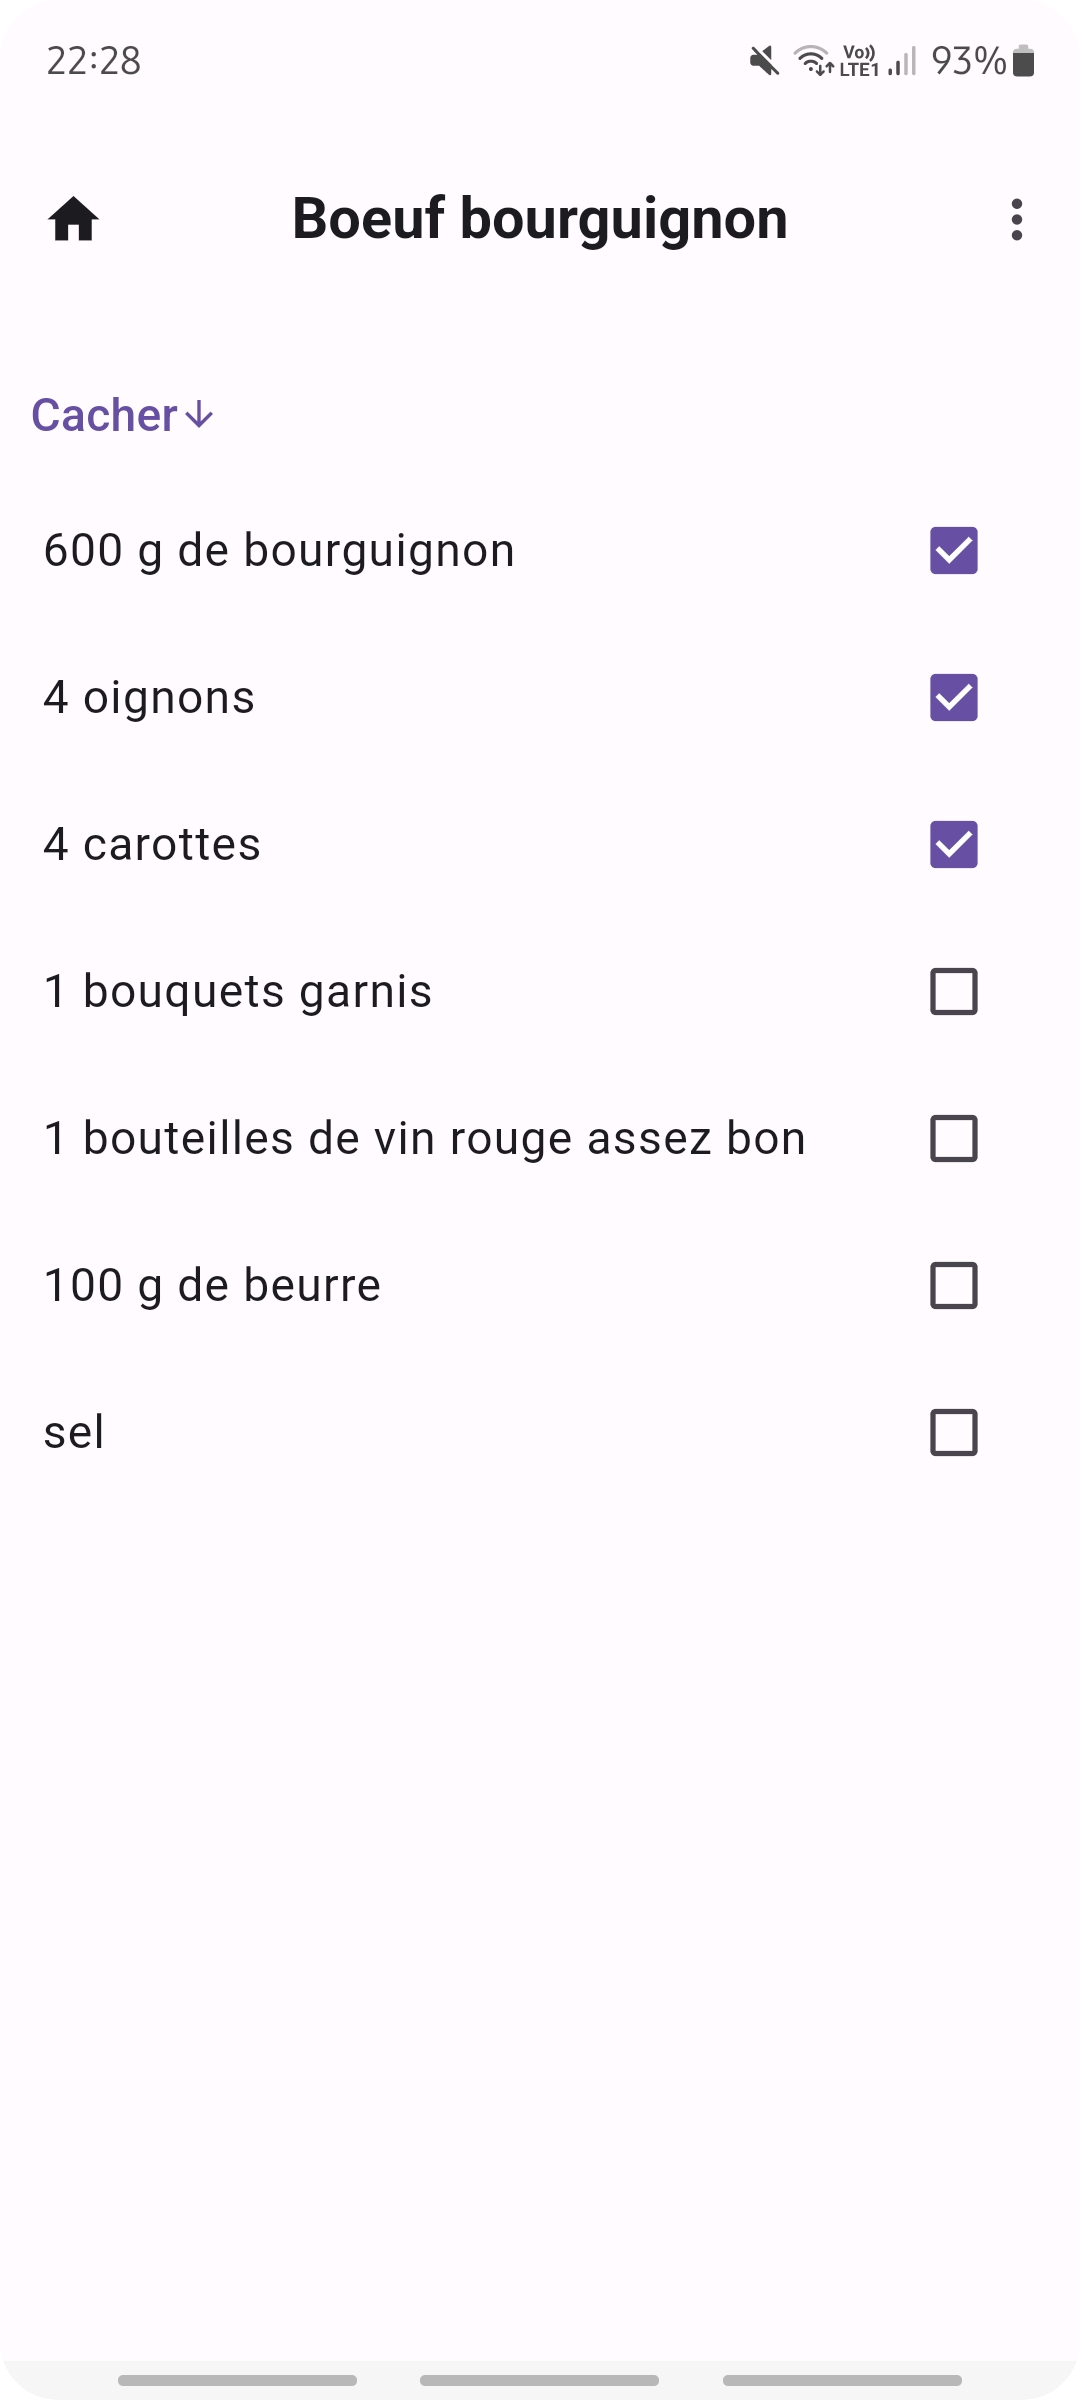 22:28
Vo)) LTE1 93%
Boeuf bourguignon
Cacher
600 g de bourguignon
4 oignons
4 carottes
1 bouquets garnis
1 bouteilles de vin rouge assez bon
100 g de beurre
sel